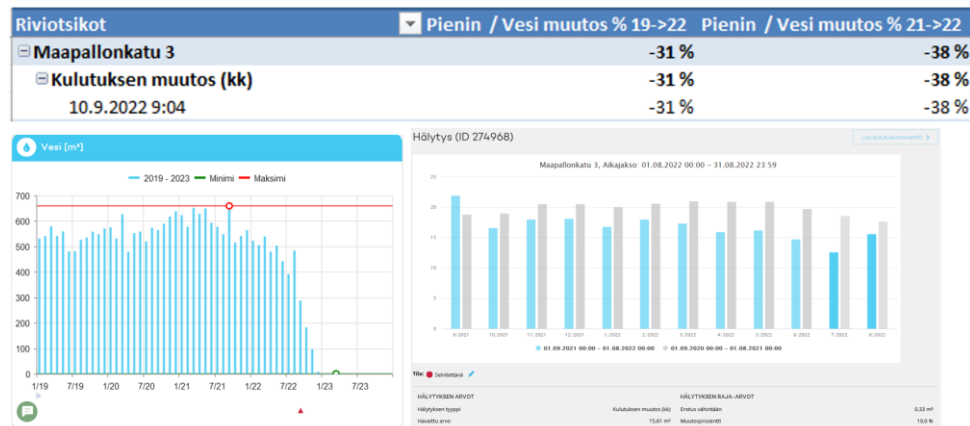 Riviotsikot Pienin / Vesi muutos % 19->22 Pienin / Vesi muutos % 21->22
Maapallonkatu 3 -31 % -38 %
Kulutuksen muutos (kk) -31 % -38 %
10.9.2022 9:04 -31 % -38 %
Vesi [m³]
2019 - 2023 Minimi Maksimi
700
600
500
400
300
200
100
0
1/19 7/19 1/20 7/20 1/21 7/21 1/22 7/22 1/23 7/23
Hälytys (ID 274968)
Luo kulutuskommentti >
Maapallonkatu 3, Aikajakso: 01.08.2022 00:00 - 31.08.2022 23:59
25
20
15
10
5
0
9/2021 10/2021 11/2021 12/2021 1/2022 2/2022 3/2022 4/2022 5/2022 6/2022 7/2022 8/2022
01.09.2021 00:00 - 01.08.2022 00:00 01.09.2020 00:00 - 01.08.2021 00:00
Tila: Selvitettävä
HÄLYTYKSEN ARVOT HÄLYTYKSEN RAJA-ARVOT
Hälytyksen tyyppi Kulutuksen muutos (kk) Erotus vähintään 0,33 m³
Havaittu arvo 15,61 m³ Muutosprosentti 10,0 %